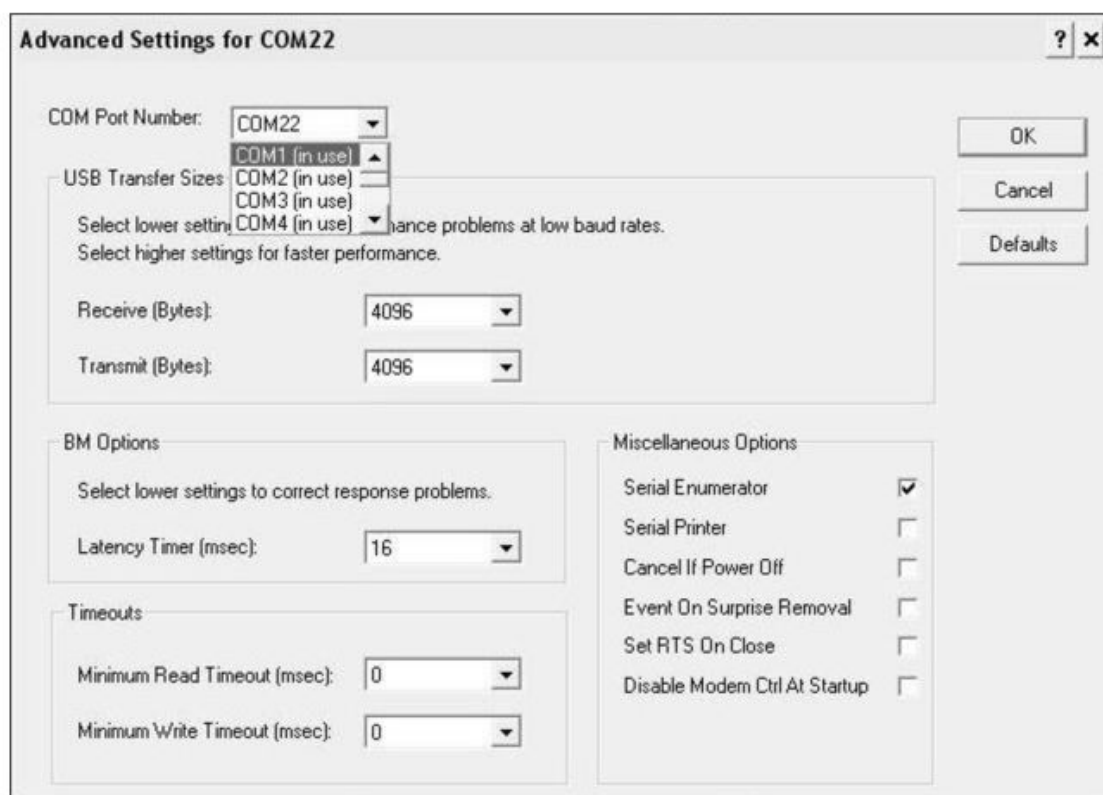 Advanced Settings for COM22
? ×
COM Port Number: COM22
COM1 (in use)
COM2 (in use)
COM3 (in use)
COM4 (in use)
OK
Cancel
Defaults
USB Transfer Sizes
Select lower settin mance problems at low baud rates.
Select higher settings for faster performance.
Receive (Bytes): 4096
Transmit (Bytes): 4096
BM Options
Select lower settings to correct response problems.
Latency Timer (msec): 16
Timeouts
Minimum Read Timeout (msec): 0
Minimum Write Timeout (msec): 0
Miscellaneous Options
Serial Enumerator
Serial Printer
Cancel If Power Off
Event On Surprise Removal
Set RTS On Close
Disable Modem Ctrl At Startup